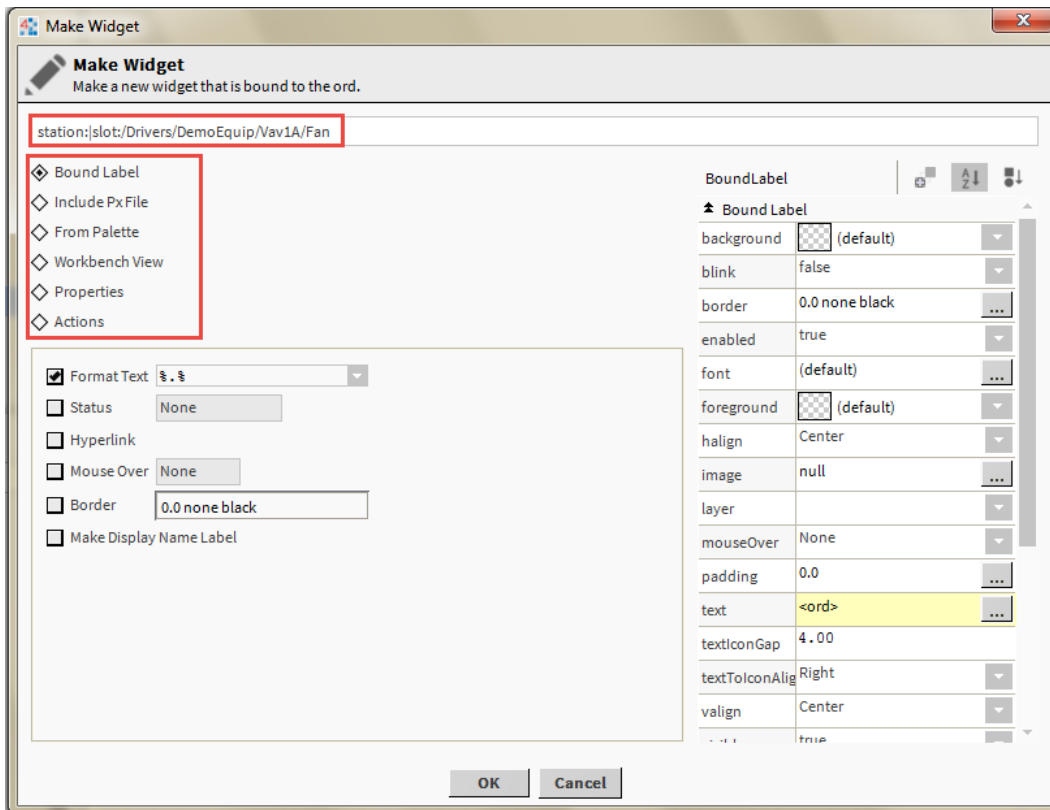 Make Widget
Make Widget
Make a new widget that is bound to the ord.
station:|slot:/Drivers/DemoEquip/Vav1A/Fan
Bound Label
Include Px File
From Palette
Workbench View
Properties
Actions
Format Text %.%
Status None
Hyperlink
Mouse Over None
Border 0.0 none black
Make Display Name Label
BoundLabel
Bound Label
background (default)
blink false
border 0.0 none black ...
enabled true
font (default) ...
foreground (default)
halign Center
image null ...
layer
mouseOver None
padding 0.0 ...
text <ord> ...
textIconGap 4.00
textToIconAlig Right
valign Center
true
OK Cancel